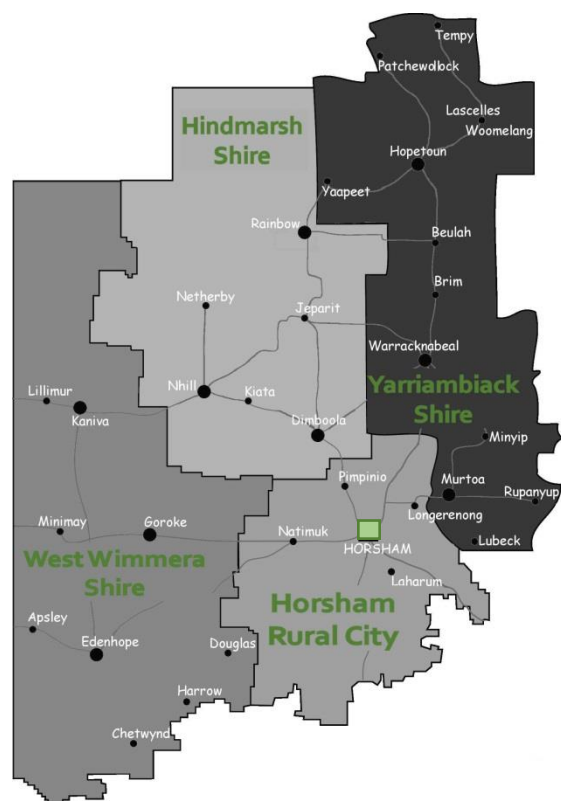 Tempy
Patchewollock
Lascelles
Woomelang
Hindmarsh
Shire
Hopetoun
Yaapeet
Rainbow
Beulah
Netherby
Brim
Jeparit
Warracknabeal
Lillimur
Nhill
Kiata
Yarriambiack
Shire
Kaniva
Dimboola
Minyip
Pimpinio
Murtoa
Rupanyup
Longerenong
Minimay
Goroke
Natimuk
HORSHAM
Lubeck
West Wimmera
Shire
Laharum
Horsham
Rural City
Apsley
Edenhope
Douglas
Harrow
Chetwynd